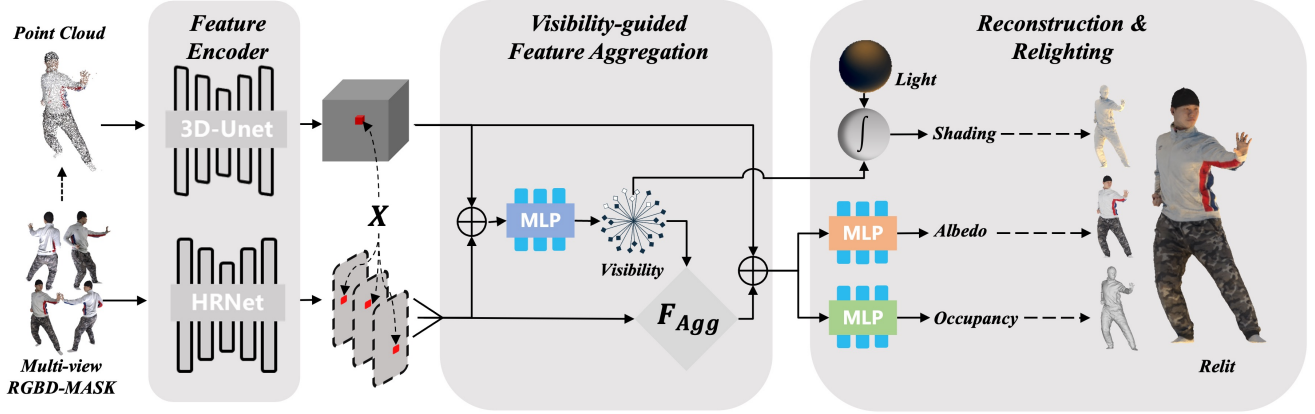 Point Cloud
Multi-view
RGBD-MASK
Feature
Encoder
3D-Unet
HRNet
X
Visibility-guided
Feature Aggregation
MLP
Visibility
F_Agg
Reconstruction &
Relighting
Light
∫
Shading
MLP
Albedo
MLP
Occupancy
Relit